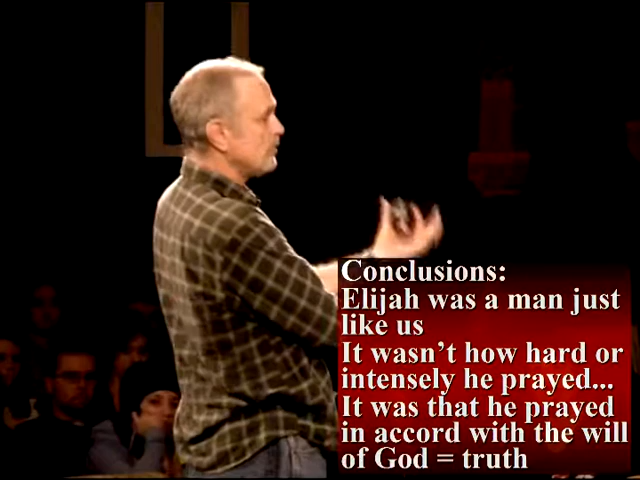 Conclusions:
Elijah was a man just
like us
It wasn't how hard or
intensely he prayed...
It was that he prayed
in accord with the will
of God = truth